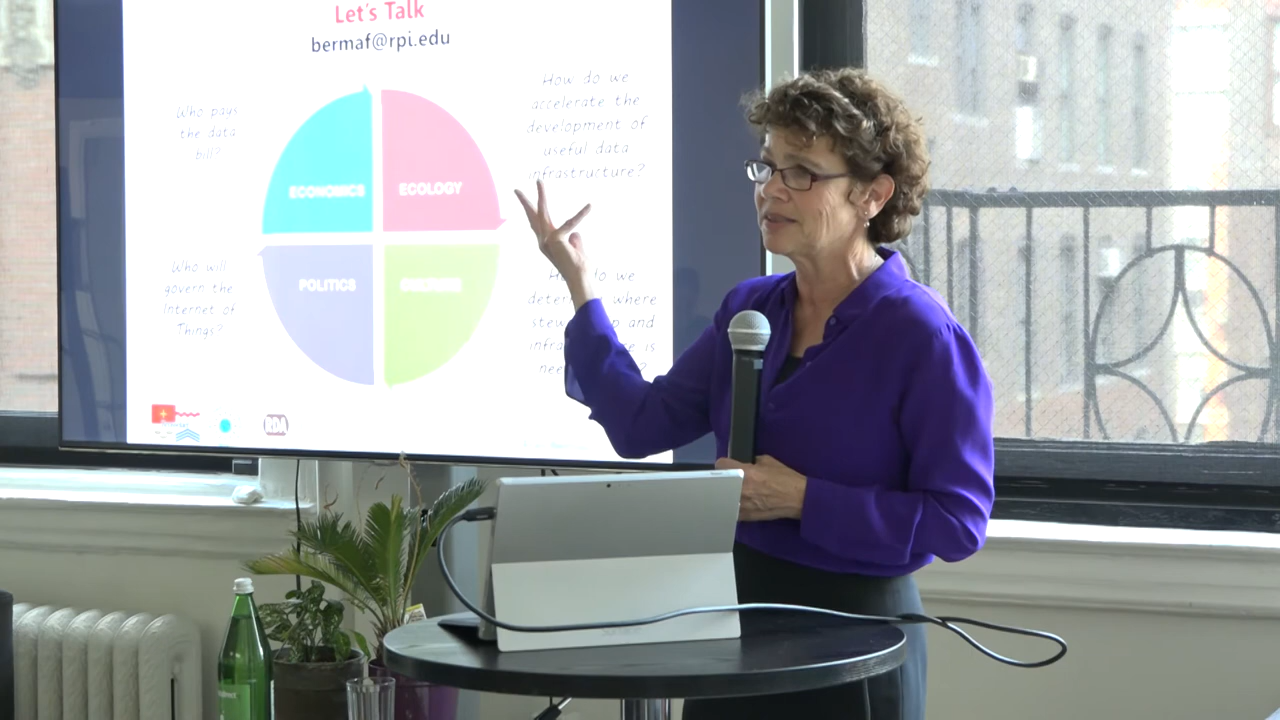 Let's Talk
bermaf@rpi.edu
Who pays
the data
bill?
How do we
accelerate the
development of
useful data
infrastructure?
ECONOMICS
ECOLOGY
POLITICS
Who will
govern the
Internet of
Things?
do we
where
and
is
RDA